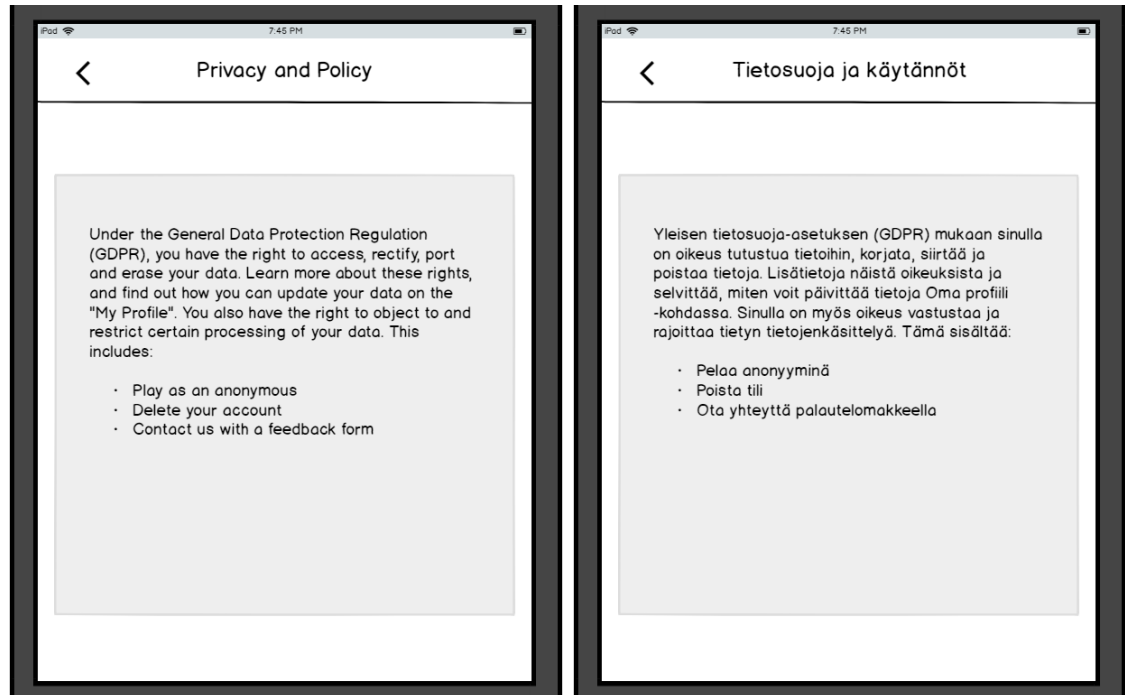 iPod
7:45 PM
Privacy and Policy
Under the General Data Protection Regulation
(GDPR), you have the right to access, rectify, port
and erase your data. Learn more about these rights,
and find out how you can update your data on the
"My Profile". You also have the right to object to and
restrict certain processing of your data. This
includes:
· Play as an anonymous
· Delete your account
· Contact us with a feedback form
iPod
7:45 PM
Tietosuoja ja käytännöt
Yleisen tietosuoja-asetuksen (GDPR) mukaan sinulla
on oikeus tutustua tietoihin, korjata, siirtää ja
poistaa tietoja. Lisätietoja näistä oikeuksista ja
selvittää, miten voit päivittää tietoja Oma profiili
-kohdassa. Sinulla on myös oikeus vastustaa ja
rajoittaa tietyn tietojenkäsittelyä. Tämä sisältää:
· Pelaa anonyyminä
· Poista tili
· Ota yhteyttä palautelomakkeella